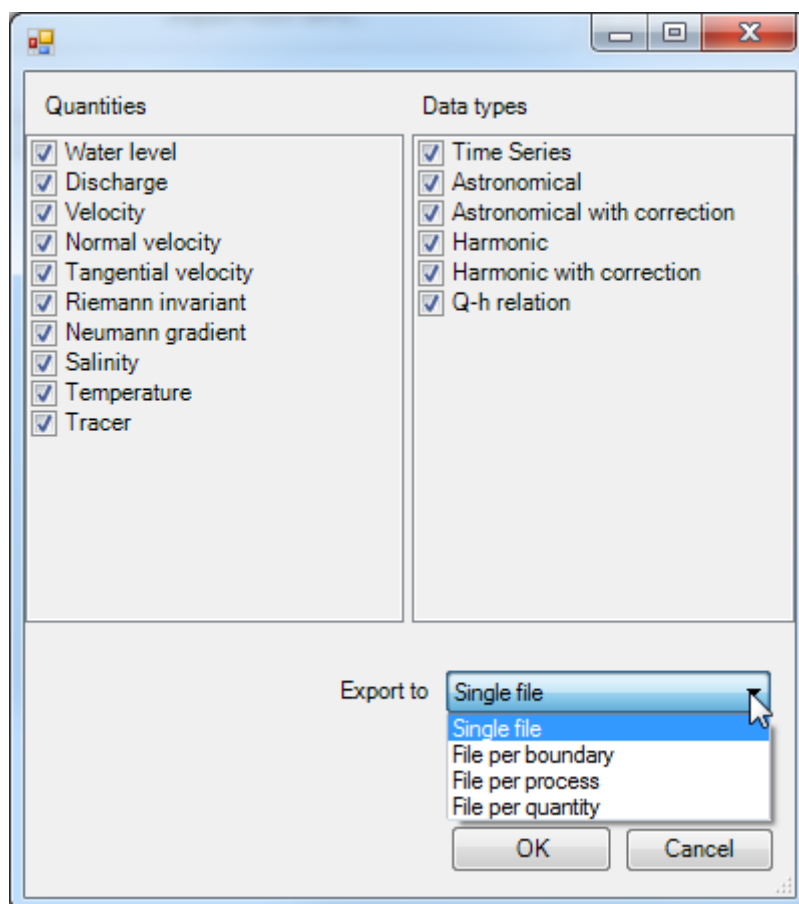 Quantities
Water level
Discharge
Velocity
Normal velocity
Tangential velocity
Riemann invariant
Neumann gradient
Salinity
Temperature
Tracer
Data types
Time Series
Astronomical
Astronomical with correction
Harmonic
Harmonic with correction
Q-h relation
Export to
Single file
Single file
File per boundary
File per process
File per quantity
OK
Cancel